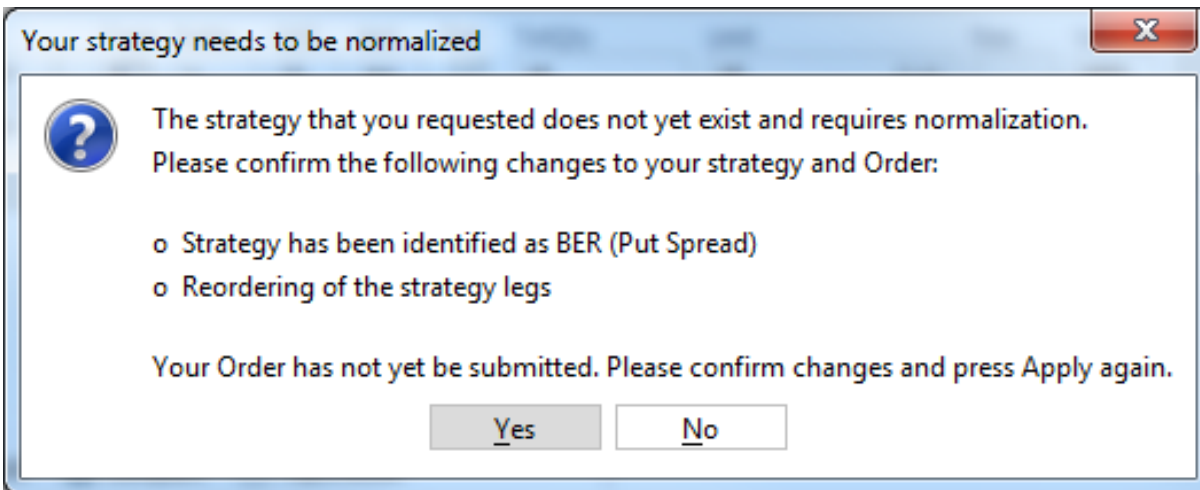 Your strategy needs to be normalized
X
The strategy that you requested does not yet exist and requires normalization.
Please confirm the following changes to your strategy and Order:
o Strategy has been identified as BER (Put Spread)
o Reordering of the strategy legs
Your Order has not yet be submitted. Please confirm changes and press Apply again.
Yes
No